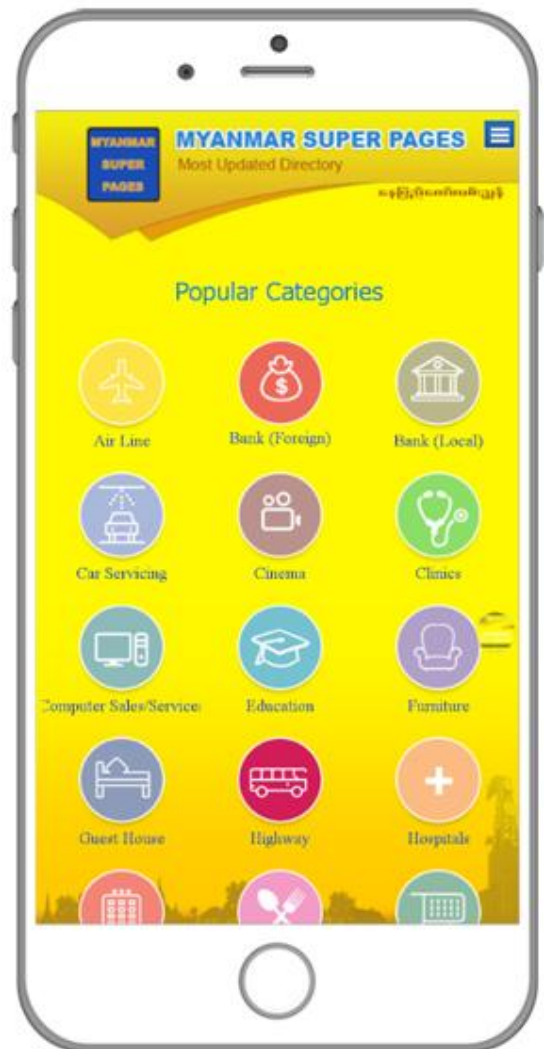 MYANMAR
SUPER
PAGES
MYANMAR SUPER PAGES
Most Updated Directory
Popular Categories
Air Line
Bank (Foreign)
Bank (Local)
Car Servicing
Cinema
Clinics
Computer Sales/Services
Education
Furniture
Guest House
Highway
Hospitals